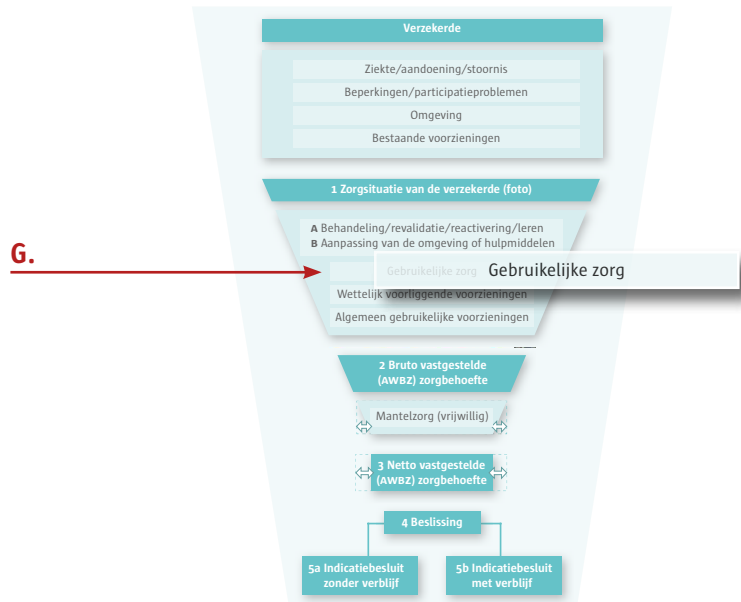 Verzekerde
Ziekte/aandoening/stoornis
Beperkingen/participatieproblemen
Omgeving
Bestaande voorzieningen
1 Zorgsituatie van de verzekerde (foto)
A Behandeling/revalidatie/reactivering/leren
B Aanpassing van de omgeving of hulpmiddelen
G.
Gebruikelijke zorg
Gebruikelijke zorg
Wettelijk voorliggende voorzieningen
Algemeen gebruikelijke voorzieningen
2 Bruto vastgestelde
(AWBZ) zorgbehoefte
Mantelzorg (vrijwillig)
3 Netto vastgestelde
(AWBZ) zorgbehoefte
4 Beslissing
5a Indicatiebesluit
zonder verblijf
5b Indicatiebesluit
met verblijf